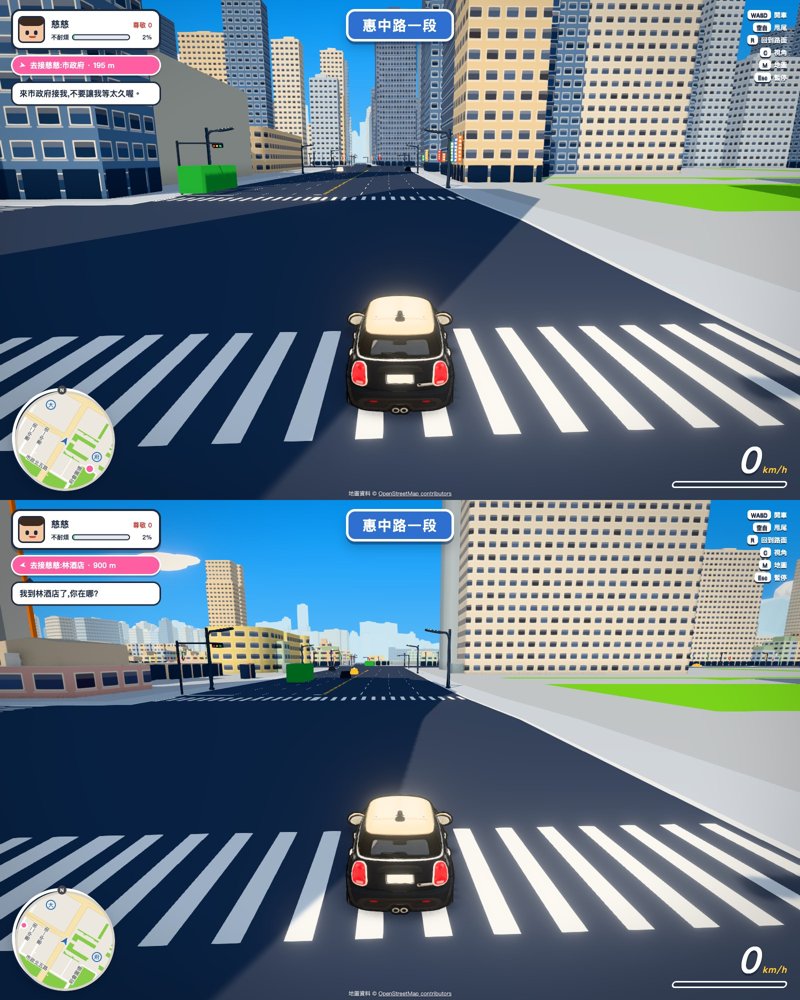 慈慈
尊敬 0
不耐煩
2%
去接慈慈:市政府・195 m
來市政府接我,不要讓我等太久喔。
惠中路一段
WASD 開車
空白 甩尾
R 回到路面
C 視角
M 地圖
Esc 暫停
N
0 km/h
地圖資料 © OpenStreetMap contributors
慈慈
尊敬 0
不耐煩
2%
去接慈慈:林酒店・900 m
我到林酒店了,你在哪?
惠中路一段
WASD 開車
空白 甩尾
R 回到路面
C 視角
M 地圖
Esc 暫停
N
0 km/h
地圖資料 © OpenStreetMap contributors